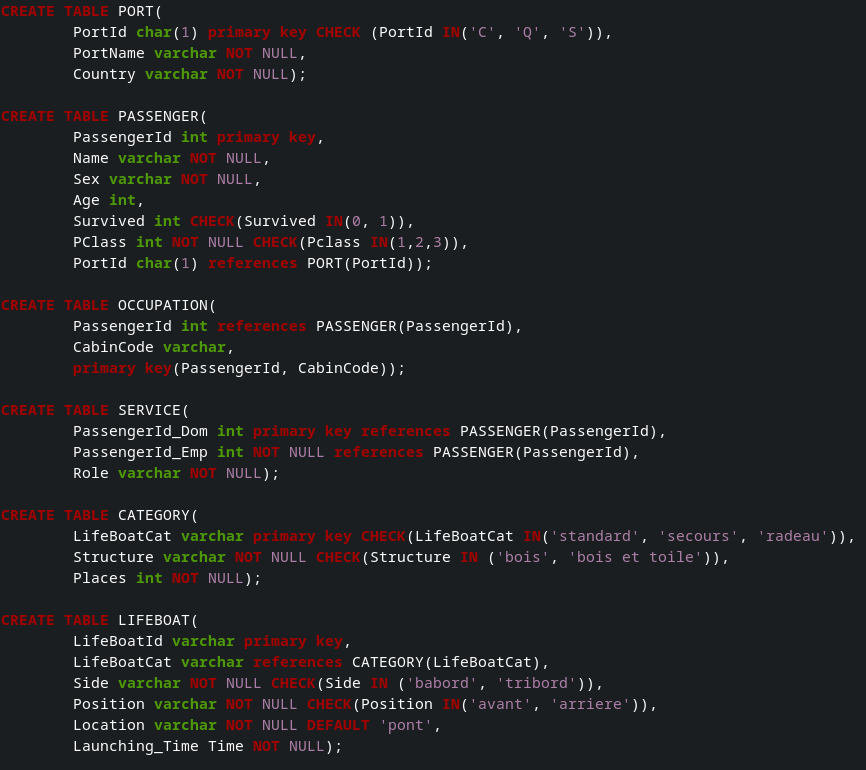 CREATE TABLE PORT(
        PortId char(1) primary key CHECK (PortId IN('C', 'Q', 'S')),
        PortName varchar NOT NULL,
        Country varchar NOT NULL);

CREATE TABLE PASSENGER(
        PassengerId int primary key,
        Name varchar NOT NULL,
        Sex varchar NOT NULL,
        Age int,
        Survived int CHECK(Survived IN(0, 1)),
        PClass int NOT NULL CHECK(Pclass IN(1,2,3)),
        PortId char(1) references PORT(PortId));

CREATE TABLE OCCUPATION(
        PassengerId int references PASSENGER(PassengerId),
        CabinCode varchar,
        primary key(PassengerId, CabinCode));

CREATE TABLE SERVICE(
        PassengerId_Dom int primary key references PASSENGER(PassengerId),
        PassengerId_Emp int NOT NULL references PASSENGER(PassengerId),
        Role varchar NOT NULL);

CREATE TABLE CATEGORY(
        LifeBoatCat varchar primary key CHECK(LifeBoatCat IN('standard', 'secours', 'radeau')),
        Structure varchar NOT NULL CHECK(Structure IN ('bois', 'bois et toile')),
        Places int NOT NULL);

CREATE TABLE LIFEBOAT(
        LifeBoatId varchar primary key,
        LifeBoatCat varchar references CATEGORY(LifeBoatCat),
        Side varchar NOT NULL CHECK(Side IN ('babord', 'tribord')),
        Position varchar NOT NULL CHECK(Position IN('avant', 'arriere')),
        Location varchar NOT NULL DEFAULT 'pont',
        Launching_Time Time NOT NULL);